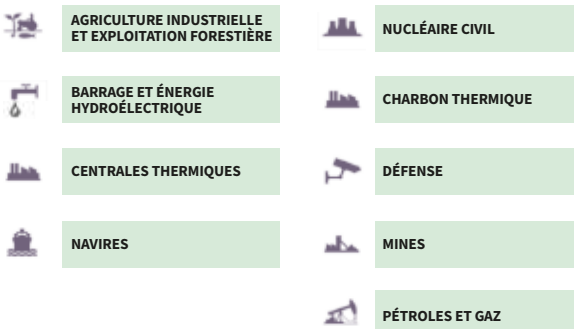 AGRICULTURE INDUSTRIELLE
ET EXPLOITATION FORESTIÈRE
BARRAGE ET ÉNERGIE
HYDROÉLECTRIQUE
CENTRALES THERMIQUES
NAVIRES
NUCLÉAIRE CIVIL
CHARBON THERMIQUE
DÉFENSE
MINES
PÉTROLES ET GAZ